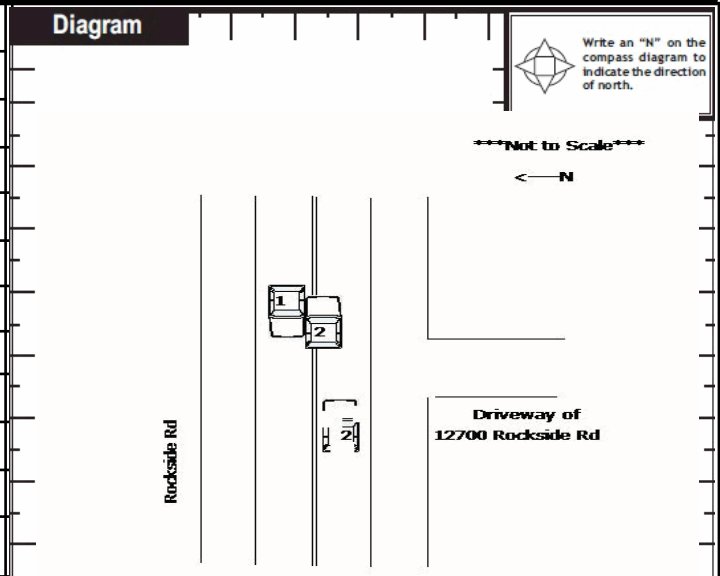 Diagram
Write an “N” on the
compass diagram to
indicate the direction
of north.
***Not to Scale***
<—N
1
2
2
Rockside Rd
Driveway of
12700 Rockside Rd